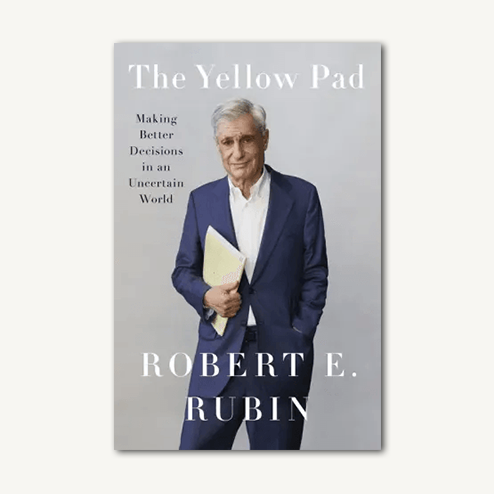 The Yellow Pad
Making
Better
Decisions
in an
Uncertain
World
ROBERT E.
RUBIN